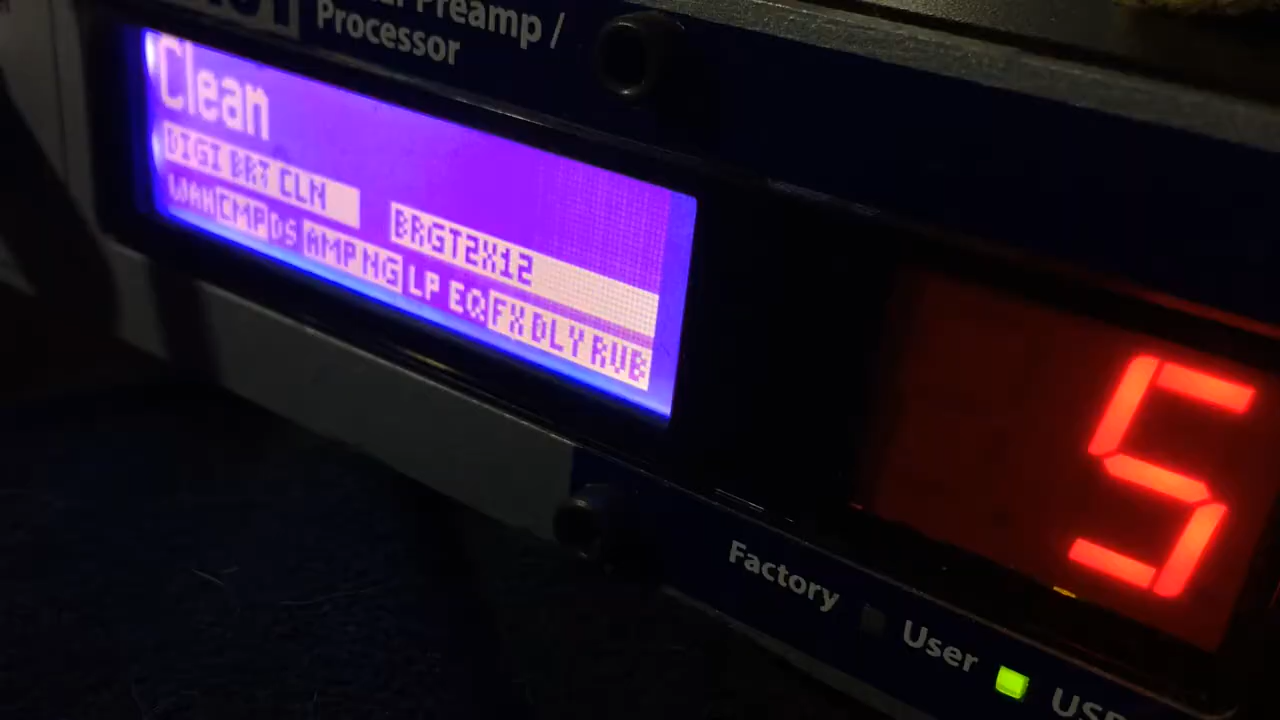 Preamp /
Processor
Clean
DIGI BRT CLN
BRGT2X12
WAH CMP DS AMP NG LP EQ FX DLY RVB
5
Factory
User